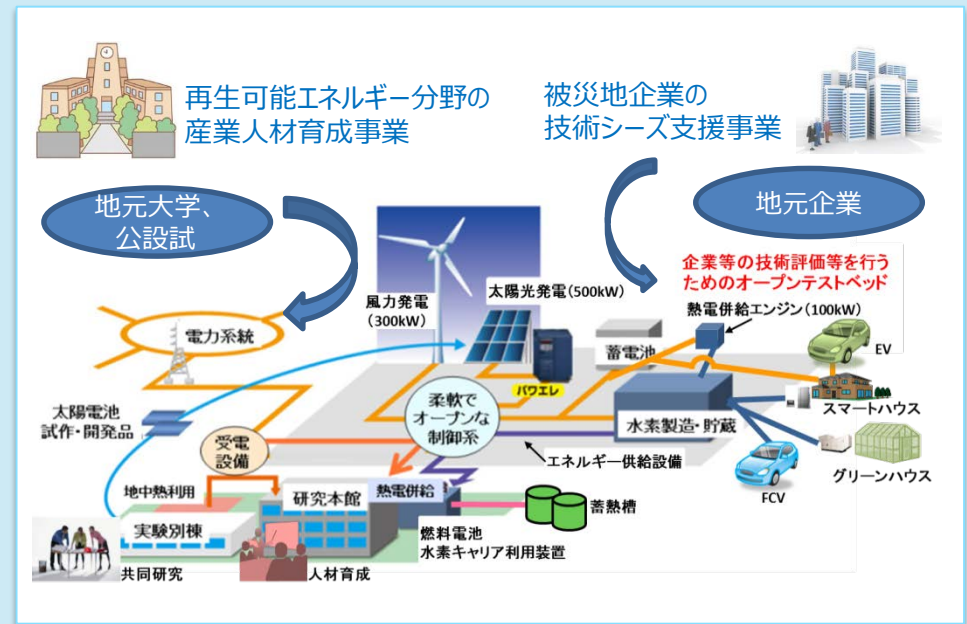 再生可能エネルギー分野の
産業人材育成事業
被災地企業の
技術シーズ支援事業
地元大学、
公設試
地元企業
企業等の技術評価等を行う
ためのオープンテストベッド
風力発電
(300kW)
太陽光発電(500kW)
熱電併給エンジン(100kW)
電力系統
蓄電池
EV
パワエレ
スマートハウス
太陽電池
試作・開発品
柔軟で
オープンな
制御系
水素製造・貯蔵
受電
設備
エネルギー供給設備
グリーンハウス
FCV
地中熱利用
研究本館
熱電併給
蓄熱槽
実験別棟
燃料電池
水素キャリア利用装置
共同研究
人材育成